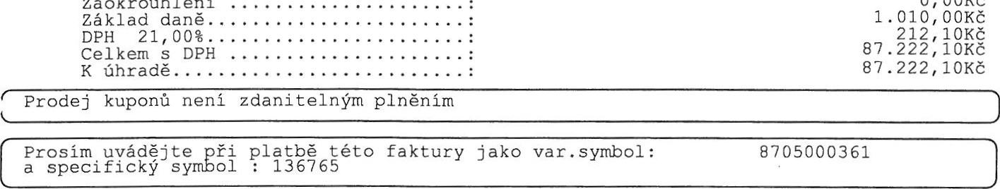 Zaokrouhlení ......................: 0,00Kč
Základ daně........................: 1.010,00Kč
DPH  21,00%........................: 212,10Kč
Celkem s DPH ......................: 87.222,10Kč
K úhradě...........................: 87.222,10Kč
Prodej kuponů není zdanitelným plněním
Prosím uvádějte při platbě této faktury jako var.symbol: 8705000361
a specifický symbol : 136765